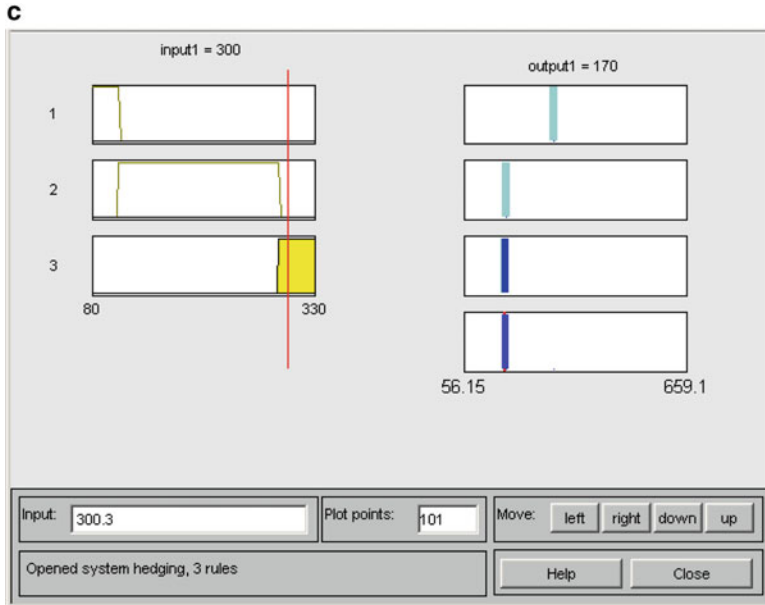 c
input1 = 300
output1 = 170
1
2
3
80 330
56.15 659.1
Input: 300.3 Plot points: 101 Move: left right down up
Opened system hedging, 3 rules Help Close